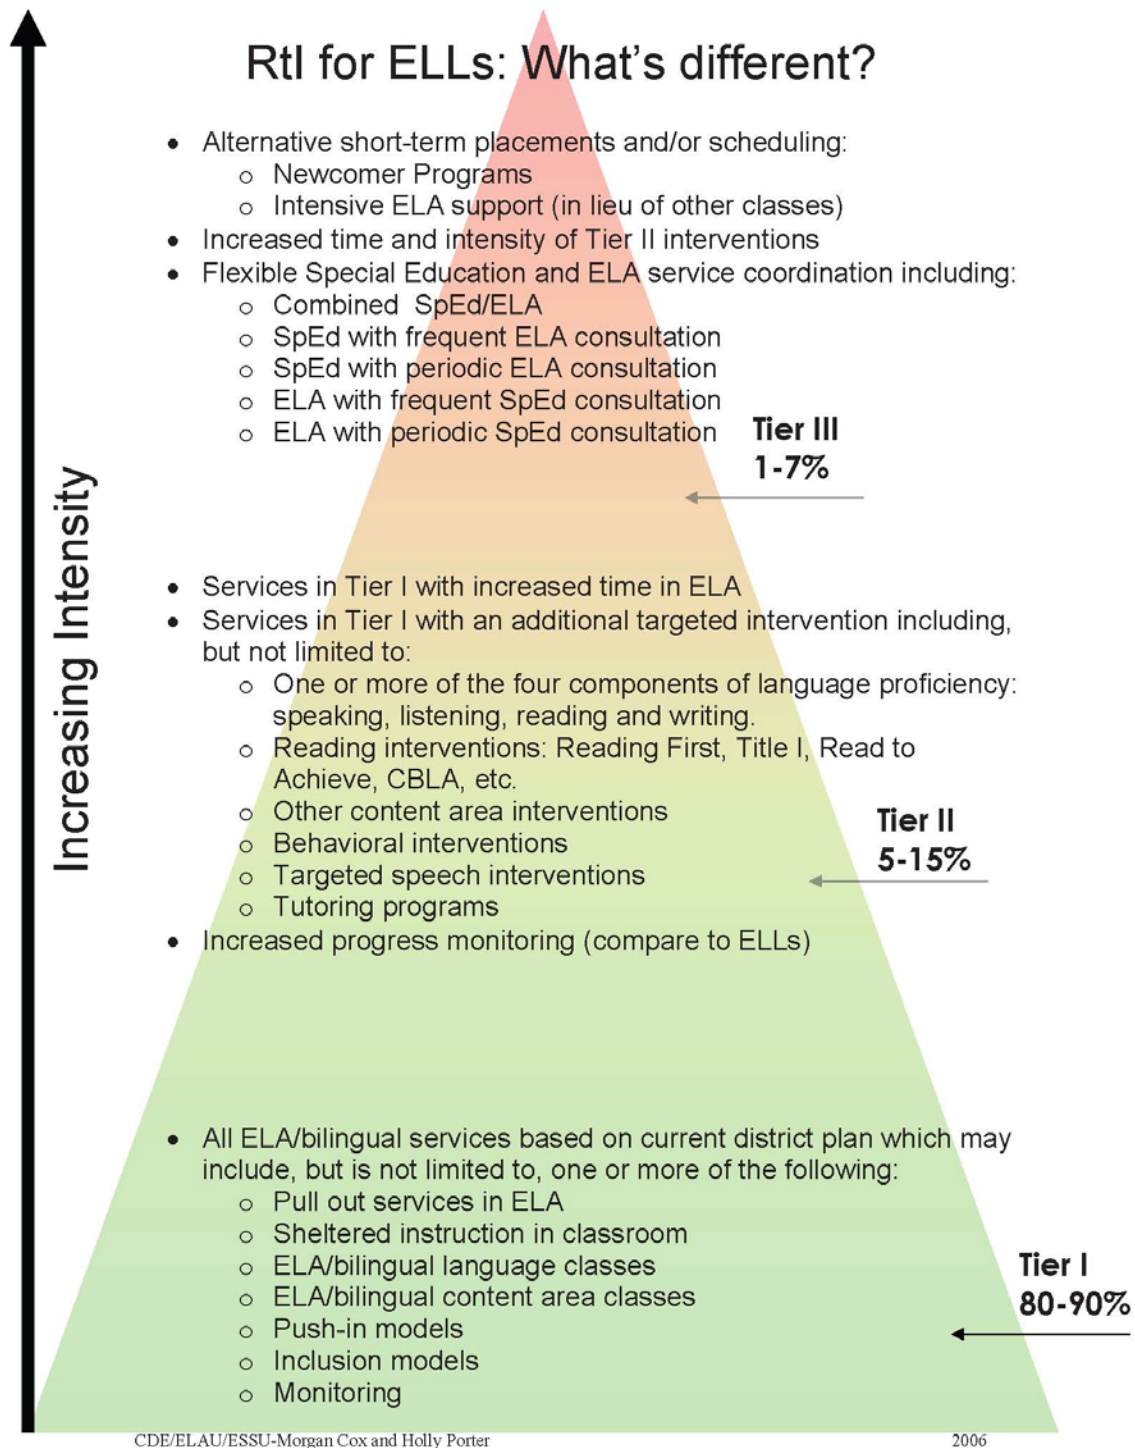 RtI for ELLs: What's different?
• Alternative short-term placements and/or scheduling:
o Newcomer Programs
o Intensive ELA support (in lieu of other classes)
• Increased time and intensity of Tier II interventions
• Flexible Special Education and ELA service coordination including:
o Combined SpEd/ELA
o SpEd with frequent ELA consultation
o SpEd with periodic ELA consultation
o ELA with frequent SpEd consultation
o ELA with periodic SpEd consultation
Tier III
1-7%
Increasing Intensity
• Services in Tier I with increased time in ELA
• Services in Tier I with an additional targeted intervention including,
but not limited to:
o One or more of the four components of language proficiency:
speaking, listening, reading and writing.
o Reading interventions: Reading First, Title I, Read to
Achieve, CBLA, etc.
o Other content area interventions
o Behavioral interventions
o Targeted speech interventions
o Tutoring programs
• Increased progress monitoring (compare to ELLs)
Tier II
5-15%
• All ELA/bilingual services based on current district plan which may
include, but is not limited to, one or more of the following:
o Pull out services in ELA
o Sheltered instruction in classroom
o ELA/bilingual language classes
o ELA/bilingual content area classes
o Push-in models
o Inclusion models
o Monitoring
Tier I
80-90%
CDE/ELAU/ESSU-Morgan Cox and Holly Porter
2006